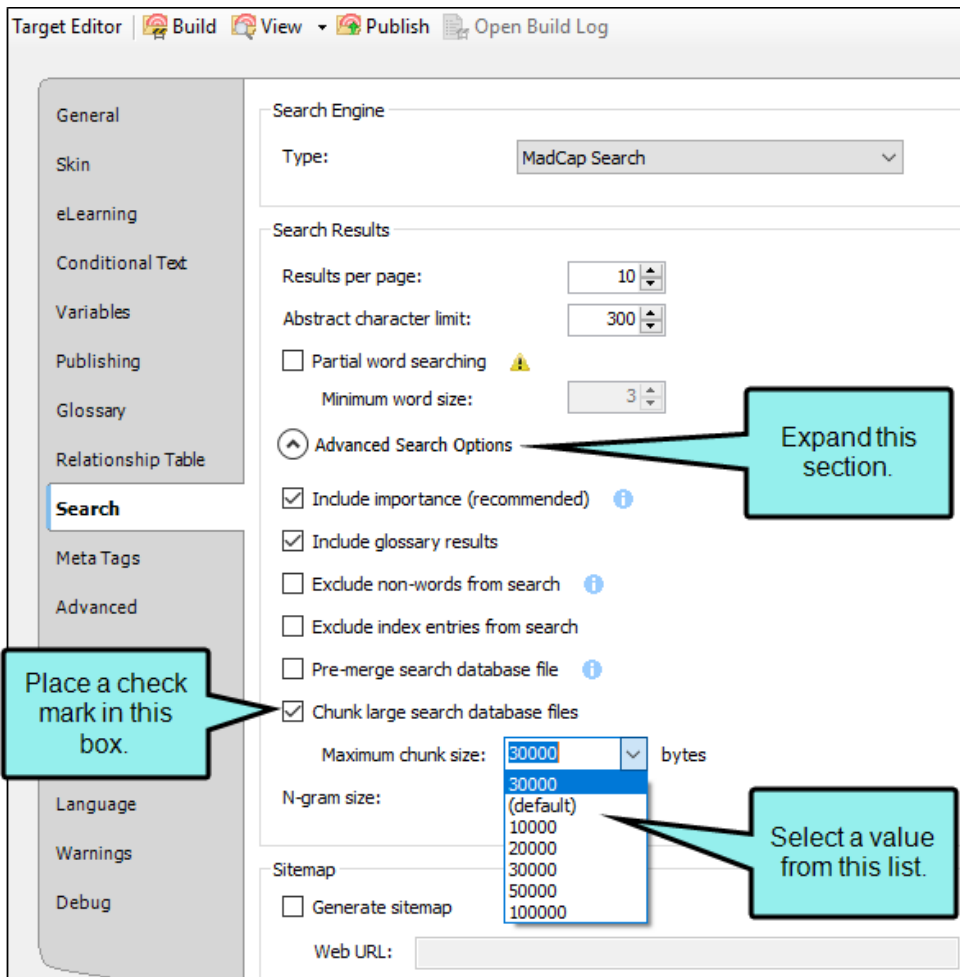 Target Editor Build View Publish Open Build Log
General
Skin
eLearning
Conditional Text
Variables
Publishing
Glossary
Relationship Table
Search
Meta Tags
Advanced
Language
Warnings
Debug
Search Engine
Type: MadCap Search
Search Results
Results per page: 10
Abstract character limit: 300
Partial word searching
Minimum word size: 3
Advanced Search Options
Expand this
section.
Include importance (recommended)
Include glossary results
Exclude non-words from search
Exclude index entries from search
Pre-merge search database file
Place a check
mark in this
box.
Chunk large search database files
Maximum chunk size: 30000 bytes
30000
(default)
10000
20000
30000
50000
100000
N-gram size:
Select a value
from this list.
Sitemap
Generate sitemap
Web URL: